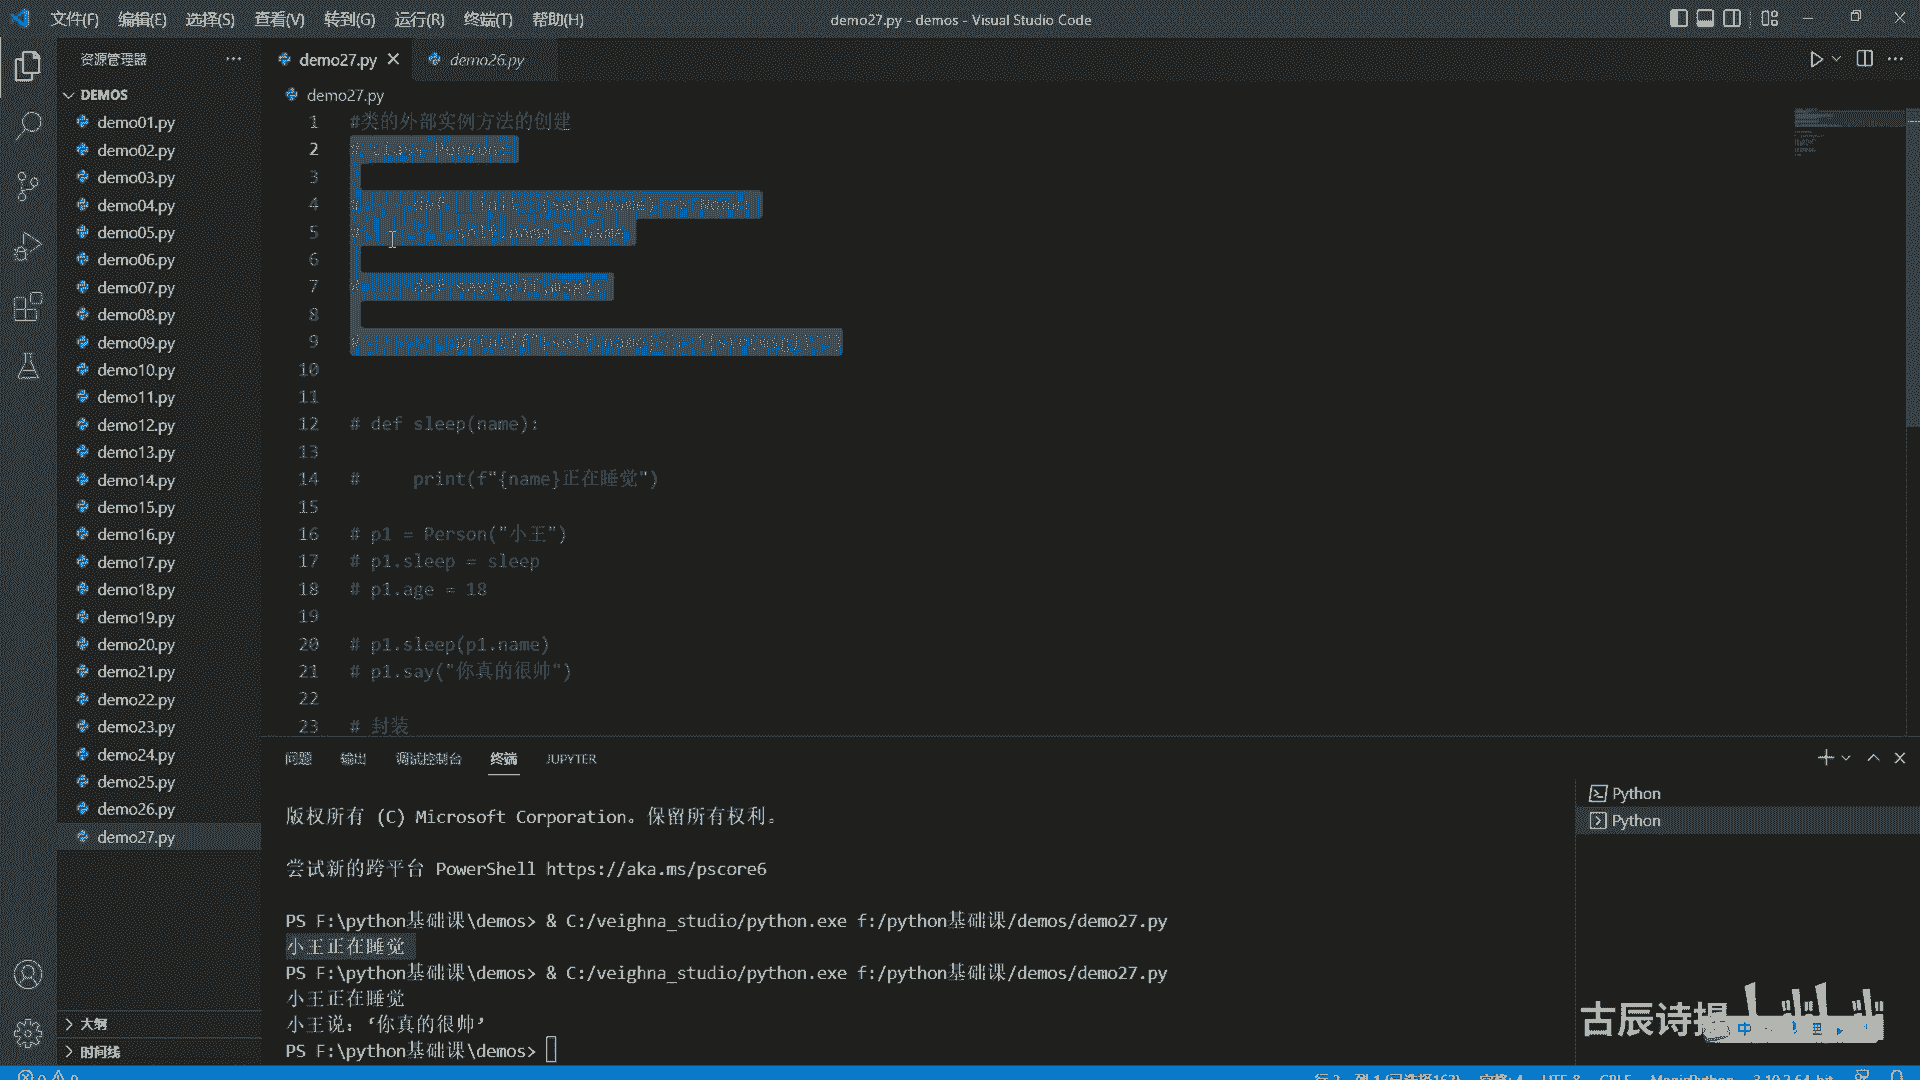 文件(F) 编辑(E) 选择(S) 查看(V) 转到(G) 运行(R) 终端(T) 帮助(H) demo27.py - demos - Visual Studio Code
资源管理器
demo27.py
demo26.py
DEMOS
demo01.py
demo02.py
demo03.py
demo04.py
demo05.py
demo06.py
demo07.py
demo08.py
demo09.py
demo10.py
demo11.py
demo12.py
demo13.py
demo14.py
demo15.py
demo16.py
demo17.py
demo18.py
demo19.py
demo20.py
demo21.py
demo22.py
demo23.py
demo24.py
demo25.py
demo26.py
demo27.py
大纲
时间线
demo27.py
1 #类的外部实例方法的创建
2 # class Person:
3
4
5
6
7
8
9
10
11
12 # def sleep(name):
13
14 # print(f"{name}正在睡觉")
15
16 # p1 = Person("小王")
17 # p1.sleep = sleep
18 # p1.age = 18
19
20 # p1.sleep(p1.name)
21 # p1.say("你真的很帅")
22
23 # 封装
问题 输出 调试控制台 终端 JUPYTER
版权所有 (C) Microsoft Corporation。保留所有权利。
尝试新的跨平台 PowerShell https://aka.ms/pscore6
PS F:\python基础课\demos> & C:/veighna_studio/python.exe f:/python基础课/demos/demo27.py
小王正在睡觉
PS F:\python基础课\demos> & C:/veighna_studio/python.exe f:/python基础课/demos/demo27.py
小王正在睡觉
小王说：‘你真的很帅’
PS F:\python基础课\demos>
Python
Python
古辰诗提
中